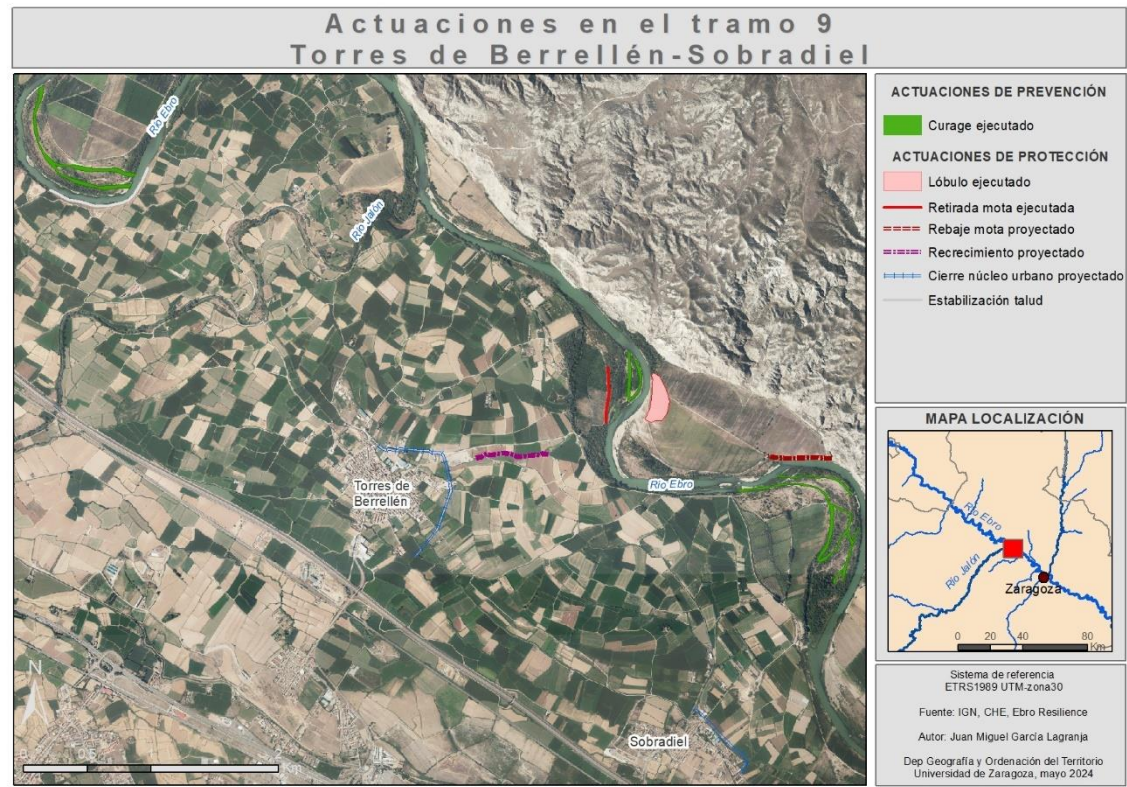 Actuaciones en el tramo 9
Torres de Berrellén-Sobradiel
Río Ebro
Río Jalón
Río Ebro
Torres de
Berrellén
Sobradiel
N
0,5
Km
ACTUACIONES DE PREVENCIÓN
Curage ejecutado
ACTUACIONES DE PROTECCIÓN
Lóbulo ejecutado
Retirada mota ejecutada
Rebaje mota proyectado
Recrecimiento proyectado
Cierre núcleo urbano proyectado
Estabilización talud
MAPA LOCALIZACIÓN
Río Ebro
Río Jalón
Zaragoza
0 20 40 80
Km
Sistema de referencia
ETRS1989 UTM-zona30
Fuente: IGN, CHE, Ebro Resilience
Autor: Juan Miguel García Lagranja
Dep Geografía y Ordenación del Territorio
Universidad de Zaragoza, mayo 2024